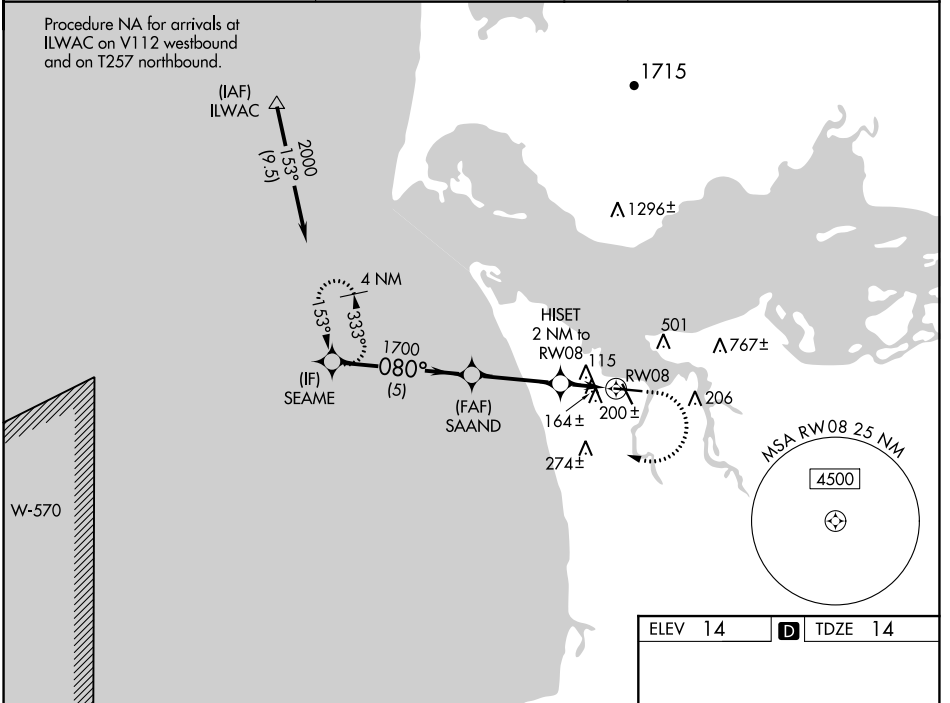 Procedure NA for arrivals at
ILWAC on V112 westbound
and on T257 northbound.
1715
(IAF)
ILWAC
2000
153°
(9.5)
1296±
4 NM
153°
333°
HISET
2 NM to
RW08
501
767±
115
RW08
1700
080°
(5)
(IF)
SEAME
(FAF)
SAAND
164±
200±
206
274±
MSA RW08 25 NM
4500
W-570
ELEV 14
D
TDZE 14